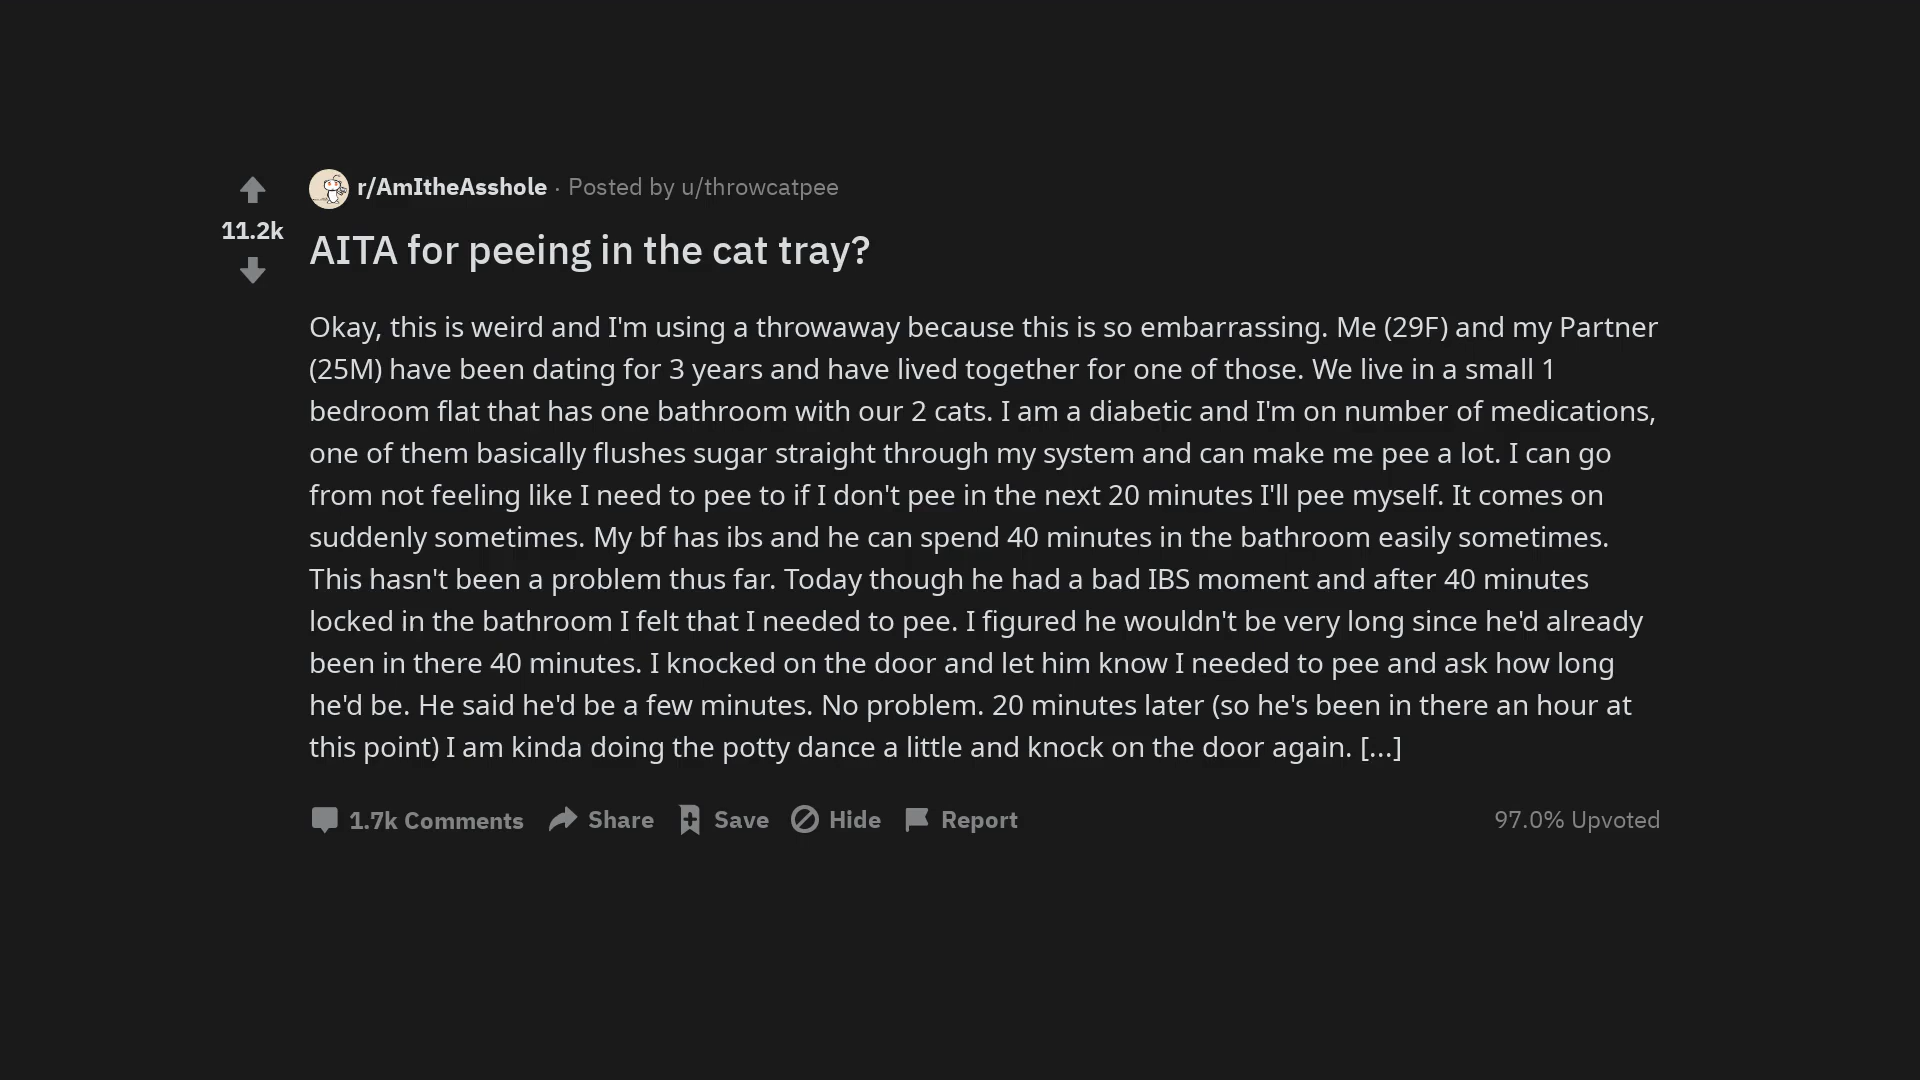 r/AmItheAsshole · Posted by u/throwcatpee
11.2k
AITA for peeing in the cat tray?
Okay, this is weird and I'm using a throwaway because this is so embarrassing. Me (29F) and my Partner
(25M) have been dating for 3 years and have lived together for one of those. We live in a small 1
bedroom flat that has one bathroom with our 2 cats. I am a diabetic and I'm on number of medications,
one of them basically flushes sugar straight through my system and can make me pee a lot. I can go
from not feeling like I need to pee to if I don't pee in the next 20 minutes I'll pee myself. It comes on
suddenly sometimes. My bf has ibs and he can spend 40 minutes in the bathroom easily sometimes.
This hasn't been a problem thus far. Today though he had a bad IBS moment and after 40 minutes
locked in the bathroom I felt that I needed to pee. I figured he wouldn't be very long since he'd already
been in there 40 minutes. I knocked on the door and let him know I needed to pee and ask how long
he'd be. He said he'd be a few minutes. No problem. 20 minutes later (so he's been in there an hour at
this point) I am kinda doing the potty dance a little and knock on the door again. [...]
1.7k Comments Share Save Hide Report 97.0% Upvoted